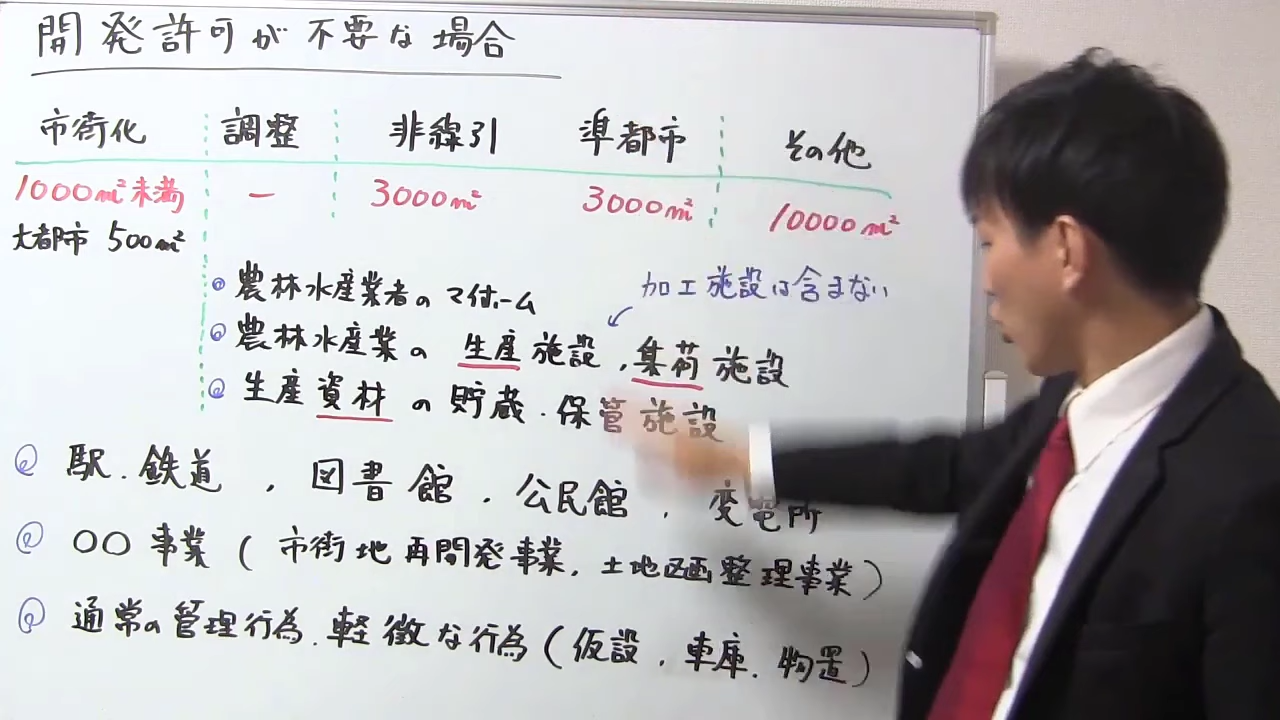 開発許可が不要な場合
市街化 調整 非線引 準都市 その他
1000m²未満 ー 3000m² 3000m² 10000m²
大都市 500m²
農林水産業者のマイホーム
加工施設は含まない
農林水産業の 生産施設、集荷施設
生産資材の貯蔵・保管施設
駅・鉄道、図書館、公民館、変電所
〇〇事業(市街地再開発事業、土地区画整理事業)
通常の管理行為、軽微な行為(仮設、車庫、物置)